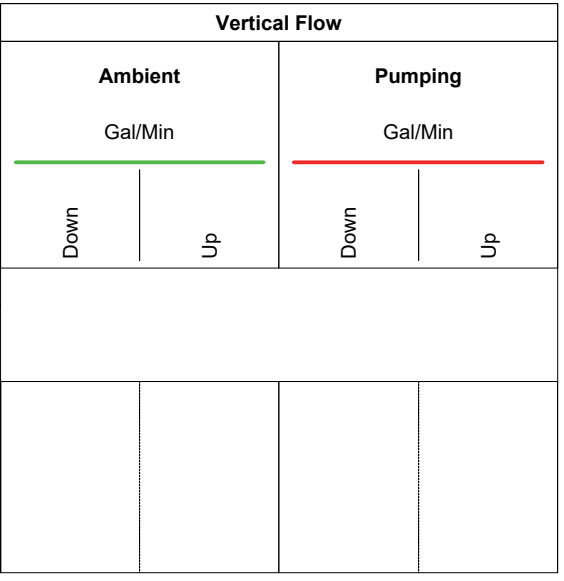 Vertical Flow
Ambient
Pumping
Gal/Min
Gal/Min
Down
Up
Down
Up